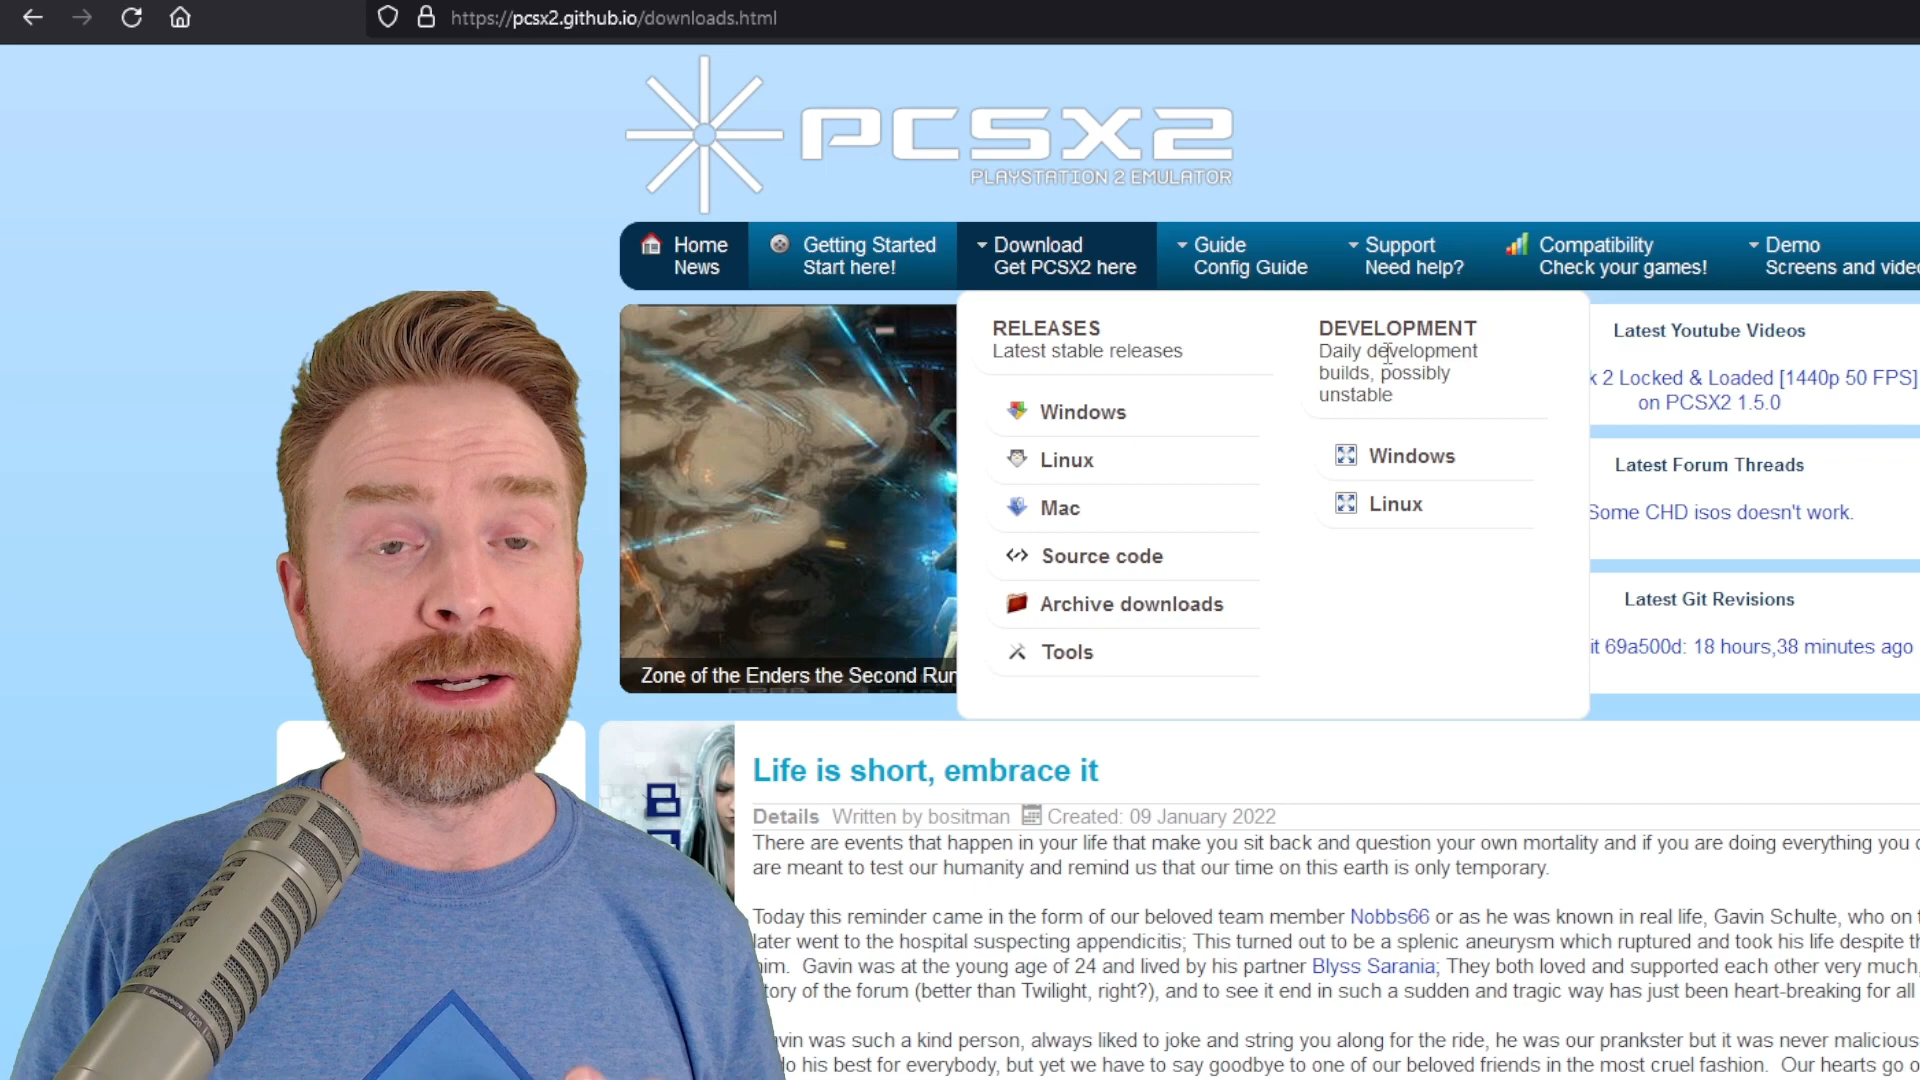 https://pcsx2.github.io/downloads.html
PCSX2
PLAYSTATION 2 EMULATOR
Home
News
Getting Started
Start here!
Download
Get PCSX2 here
Guide
Config Guide
Support
Need help?
Compatibility
Check your games!
Demo
Screens and video
RELEASES
Latest stable releases
Windows
Linux
Mac
Source code
Archive downloads
Tools
DEVELOPMENT
Daily development
builds, possibly
unstable
Windows
Linux
Latest Youtube Videos
k 2 Locked & Loaded [1440p 50 FPS]
on PCSX2 1.5.0
Latest Forum Threads
Some CHD isos doesn't work.
Latest Git Revisions
it 69a500d: 18 hours,38 minutes ago
Zone of the Enders the Second Run
Life is short, embrace it
Details Written by bositman Created: 09 January 2022
There are events that happen in your life that make you sit back and question your own mortality and if you are doing everything you c
are meant to test our humanity and remind us that our time on this earth is only temporary.
Today this reminder came in the form of our beloved team member Nobbs66 or as he was known in real life, Gavin Schulte, who on
later went to the hospital suspecting appendicitis; This turned out to be a splenic aneurysm which ruptured and took his life despite th
him. Gavin was at the young age of 24 and lived by his partner Blyss Sarania; They both loved and supported each other very much,
tory of the forum (better than Twilight, right?), and to see it end in such a sudden and tragic way has just been heart-breaking for all
vin was such a kind person, always liked to joke and string you along for the ride, he was our prankster but it was never malicious
do his best for everybody, but yet we have to say goodbye to one of our beloved friends in the most cruel fashion. Our hearts go o